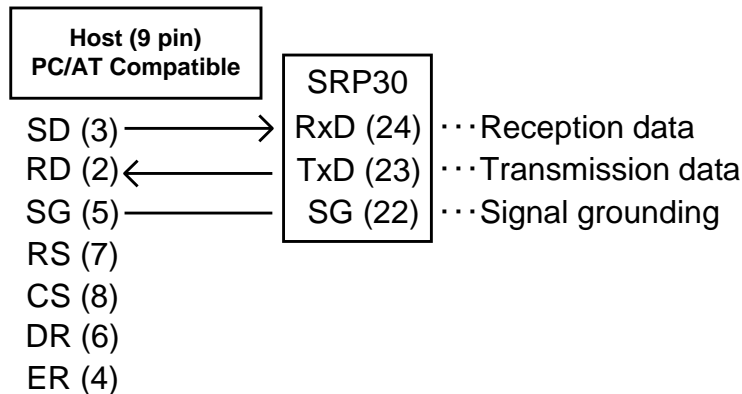 Host (9 pin)
PC/AT Compatible
SRP30
SD (3) RxD (24) ･･･Reception data
RD (2) TxD (23) ･･･Transmission data
SG (5) SG (22) ･･･Signal grounding
RS (7)
CS (8)
DR (6)
ER (4)